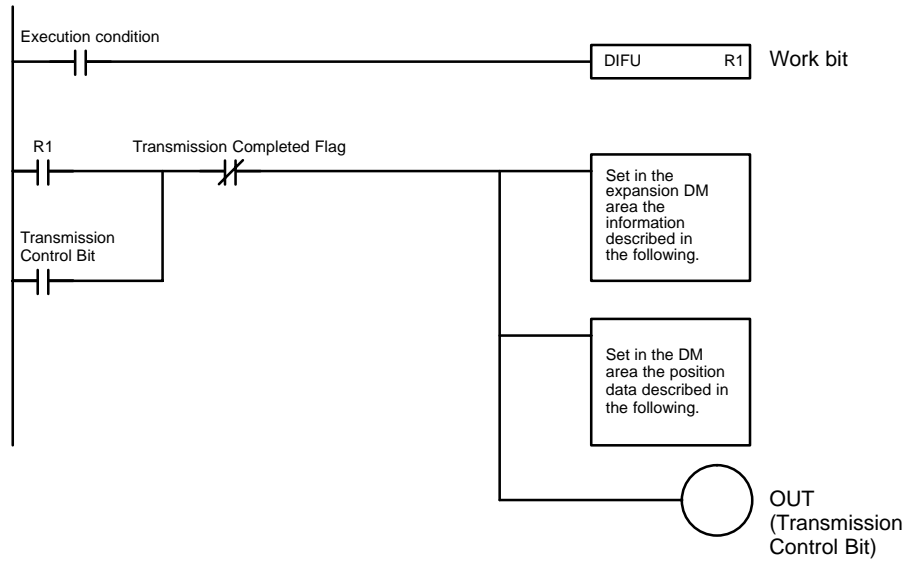 Execution condition
DIFU R1 Work bit
R1 Transmission Completed Flag
Set in the
expansion DM
area the
information
described in
the following.
Transmission
Control Bit
Set in the DM
area the position
data described in
the following.
OUT
(Transmission
Control Bit)